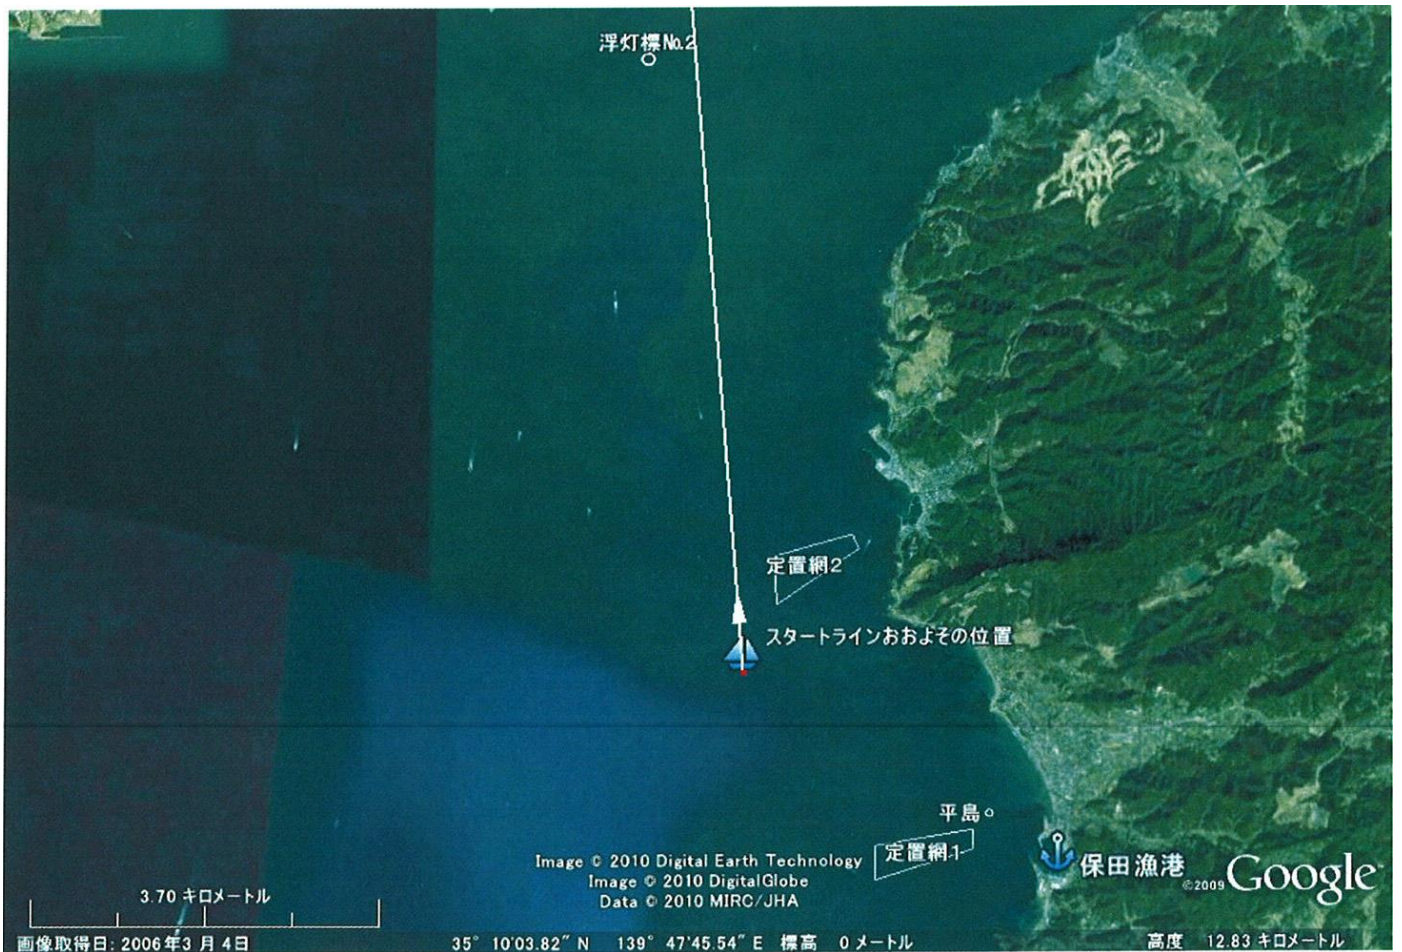 浮灯標No.2
定置網2
スタートラインおおよその位置
平島
定置網1
保田漁港
Image © 2010 Digital Earth Technology
Image © 2010 DigitalGlobe
Data © 2010 MIRC/JHA
©2009 Google
3.70 キロメートル
画像取得日: 2006年3月4日
35° 10'03.82" N 139° 47'45.54" E 標高 0 メートル
高度 12.83 キロメートル